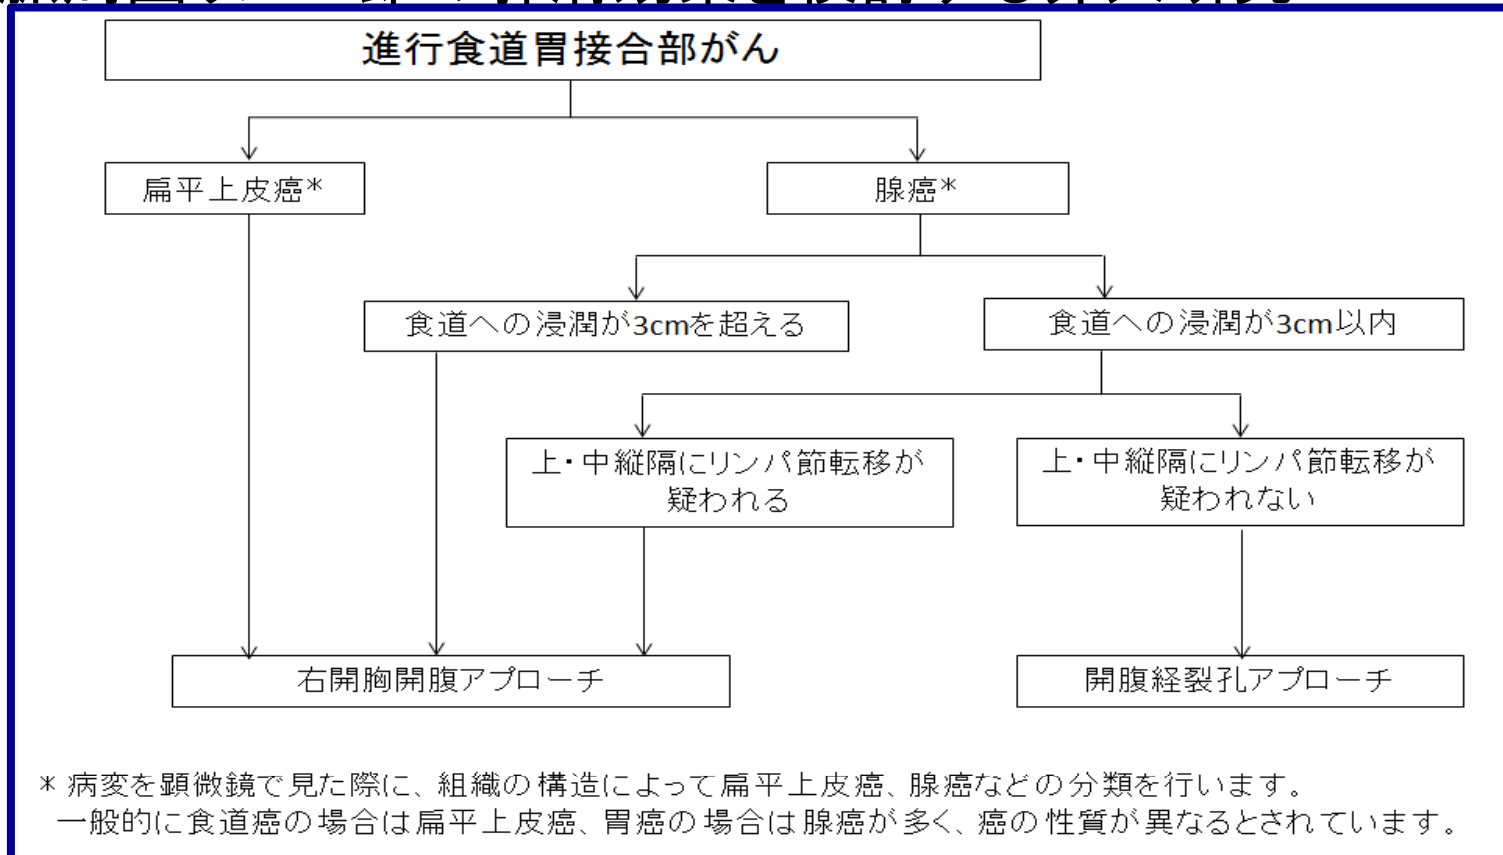 進行食道胃接合部がん
扁平上皮癌*
腺癌*
食道への浸潤が3cmを超える
食道への浸潤が3cm以内
上・中縦隔にリンパ節転移が
疑われる
上・中縦隔にリンパ節転移が
疑われない
右開胸開腹アプローチ
開腹経裂孔アプローチ
* 病変を顕微鏡で見た際に、組織の構造によって扁平上皮癌、腺癌などの分類を行います。
一般的に食道癌の場合は扁平上皮癌、胃癌の場合は腺癌が多く、癌の性質が異なるとされています。